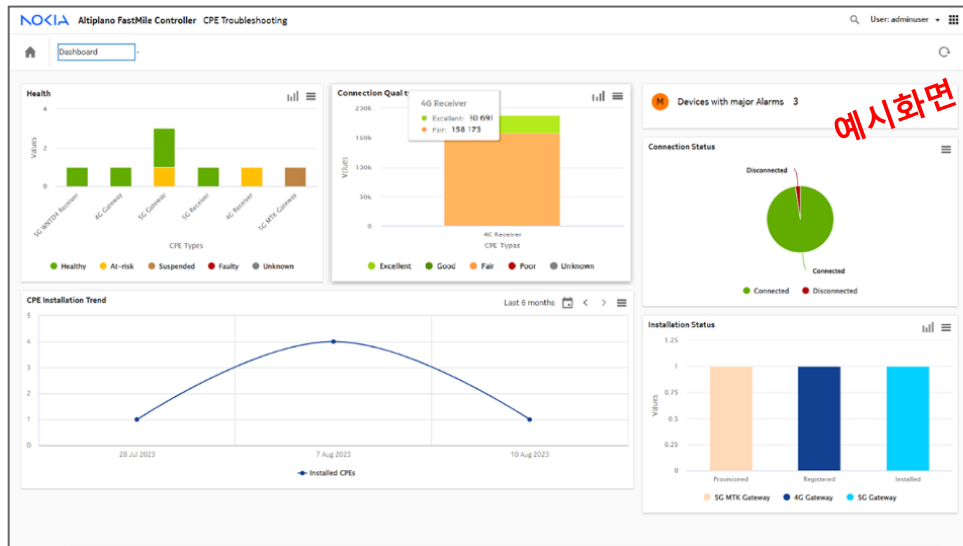 NOKIA Altiplano FastMile Controller CPE Troubleshooting
User: adminuser
Dashboard
Health
4
2
0
Values
5G WNTD4 Receiver
4G Gateway
5G Gateway
5G Receiver
4G Receiver
5G MTK Gateway
CPE Types
Healthy At-risk Suspended Faulty Unknown
Connection Quality
4G Receiver
Excellent: 30 691
Fair: 158 173
200k
150k
100k
50k
0
Values
4G Receiver
CPE Types
Excellent Good Fair Poor Unknown
M Devices with major Alarms 3
예시화면
Connection Status
Disconnected
Connected
Connected Disconnected
CPE Installation Trend
Last 6 months
5
4
3
2
1
0
28 Jul 2023 7 Aug 2023 10 Aug 2023
Installed CPEs
Installation Status
1.25
1
0.75
0.5
0.25
0
Values
Provisioned Registered Installed
5G MTK Gateway 4G Gateway 5G Gateway